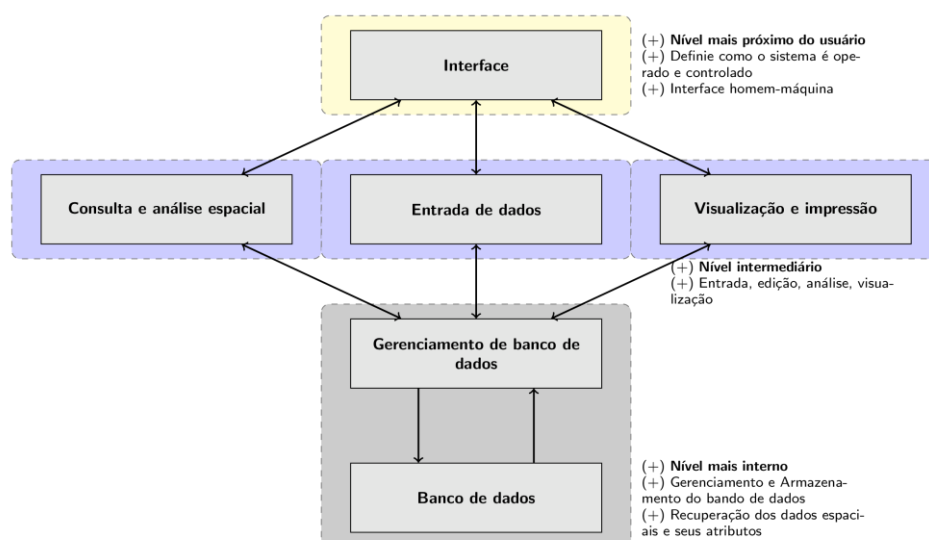 Interface
(+) Nível mais próximo do usuário
(+) Definie como o sistema é ope-
rado e controlado
(+) Interface homem-máquina
Consulta e análise espacial
Entrada de dados
Visualização e impressão
(+) Nível intermediário
(+) Entrada, edição, análise, visua-
lização
Gerenciamento de banco de
dados
Banco de dados
(+) Nível mais interno
(+) Gerenciamento e Armazena-
mento do bando de dados
(+) Recuperação dos dados espaci-
ais e seus atributos